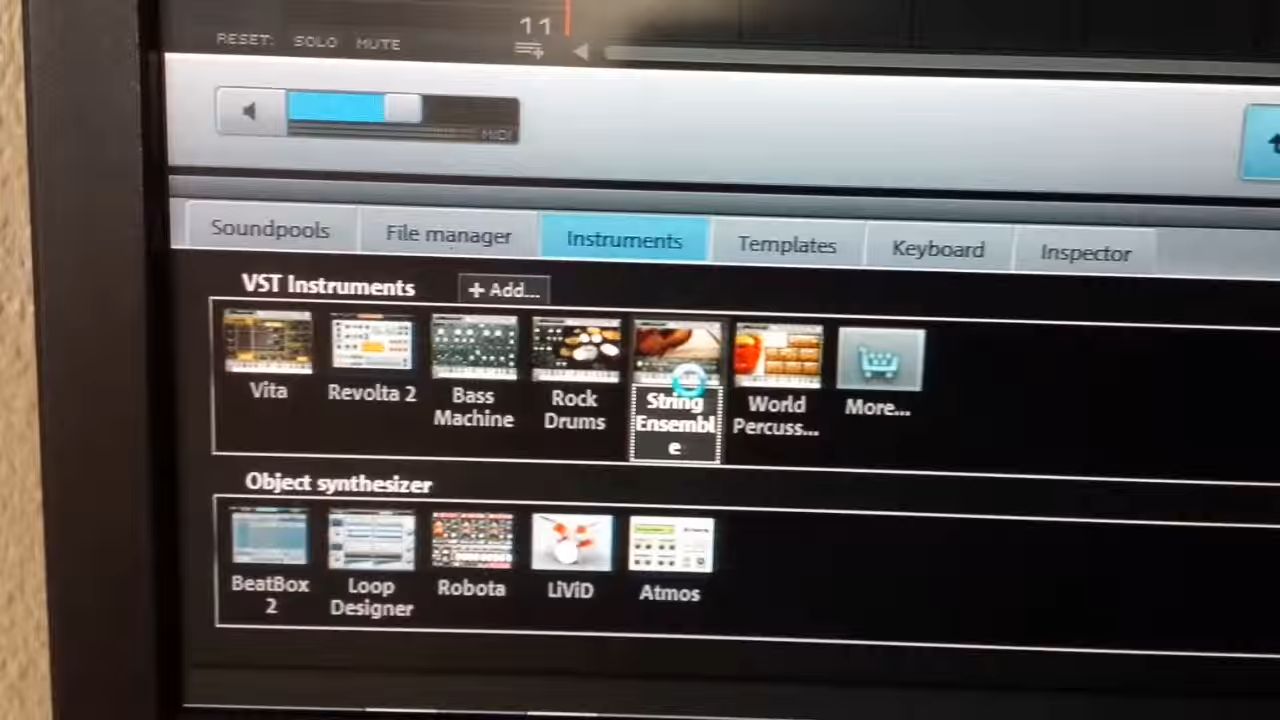 11
RESET: SOLO MUTE
MIDI
Soundpools File manager Instruments Templates Keyboard Inspector
VST Instruments + Add...
Vita Revolta 2 Bass Machine Rock Drums String Ensembl e World Percuss... More...
Object synthesizer
BeatBox 2 Loop Designer Robota LiViD Atmos